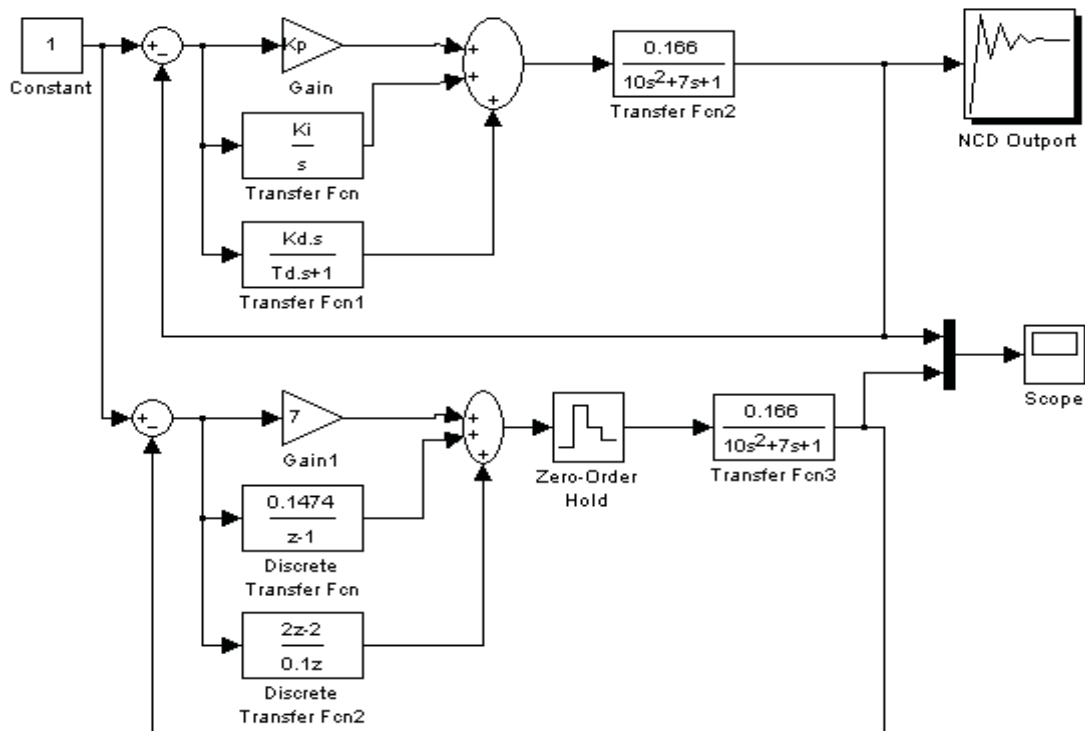 1
Constant
Kp
Gain
Ki
s
Transfer Fcn
Kd.s
Td.s+1
Transfer Fcn1
0.166
10s²+7s+1
Transfer Fcn2
NCD Outport
Scope
7
Gain1
0.1474
z-1
Discrete
Transfer Fcn
2z-2
0.1z
Discrete
Transfer Fcn2
Zero-Order
Hold
0.166
10s²+7s+1
Transfer Fcn3